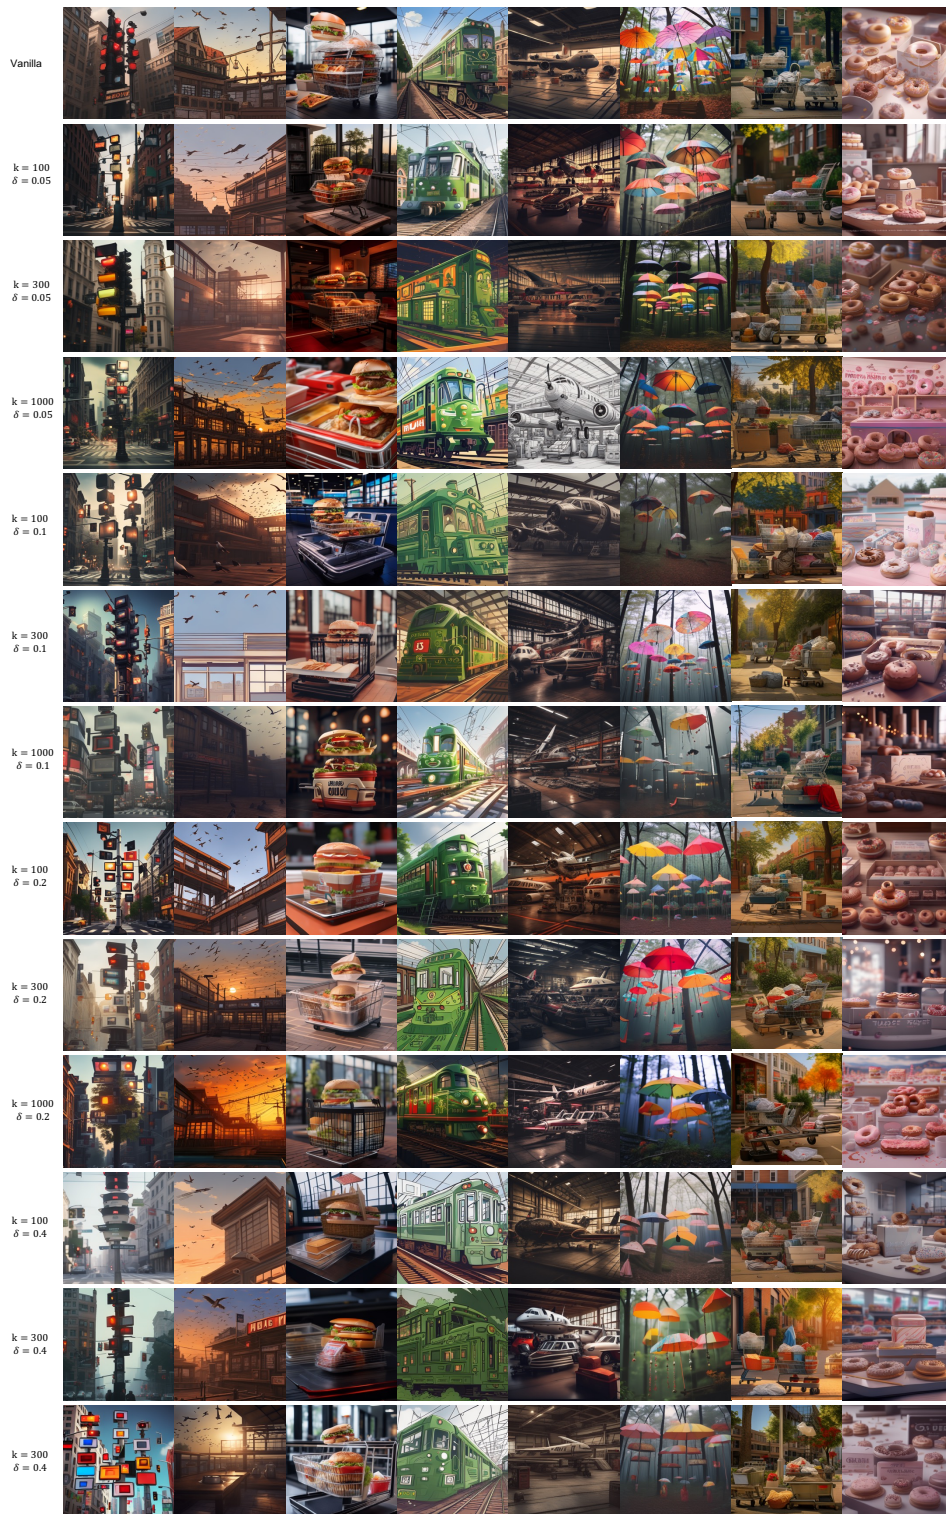 Vanilla
k = 100
δ = 0.05
k = 300
δ = 0.05
k = 1000
δ = 0.05
k = 100
δ = 0.1
k = 300
δ = 0.1
k = 1000
δ = 0.1
k = 100
δ = 0.2
k = 300
δ = 0.2
k = 1000
δ = 0.2
k = 100
δ = 0.4
k = 300
δ = 0.4
k = 300
δ = 0.4